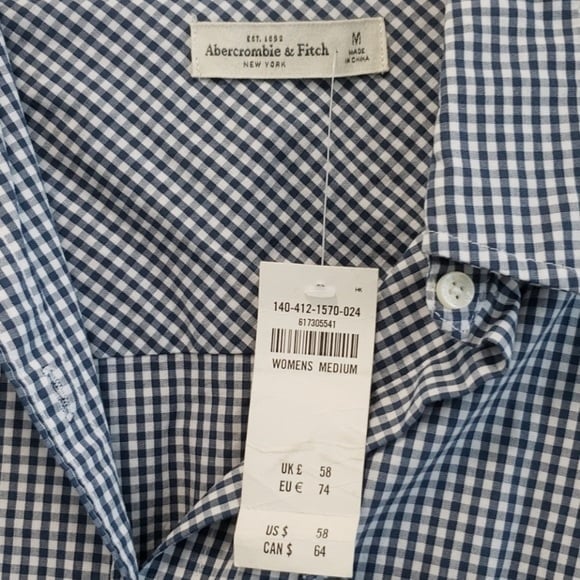 EST. 1892
Abercrombie & Fitch
NEW YORK
M
MADE
IN CHINA
HK
140-412-1570-024
617305541
WOMENS MEDIUM
UK £ 58
EU € 74
US $ 58
CAN $ 64